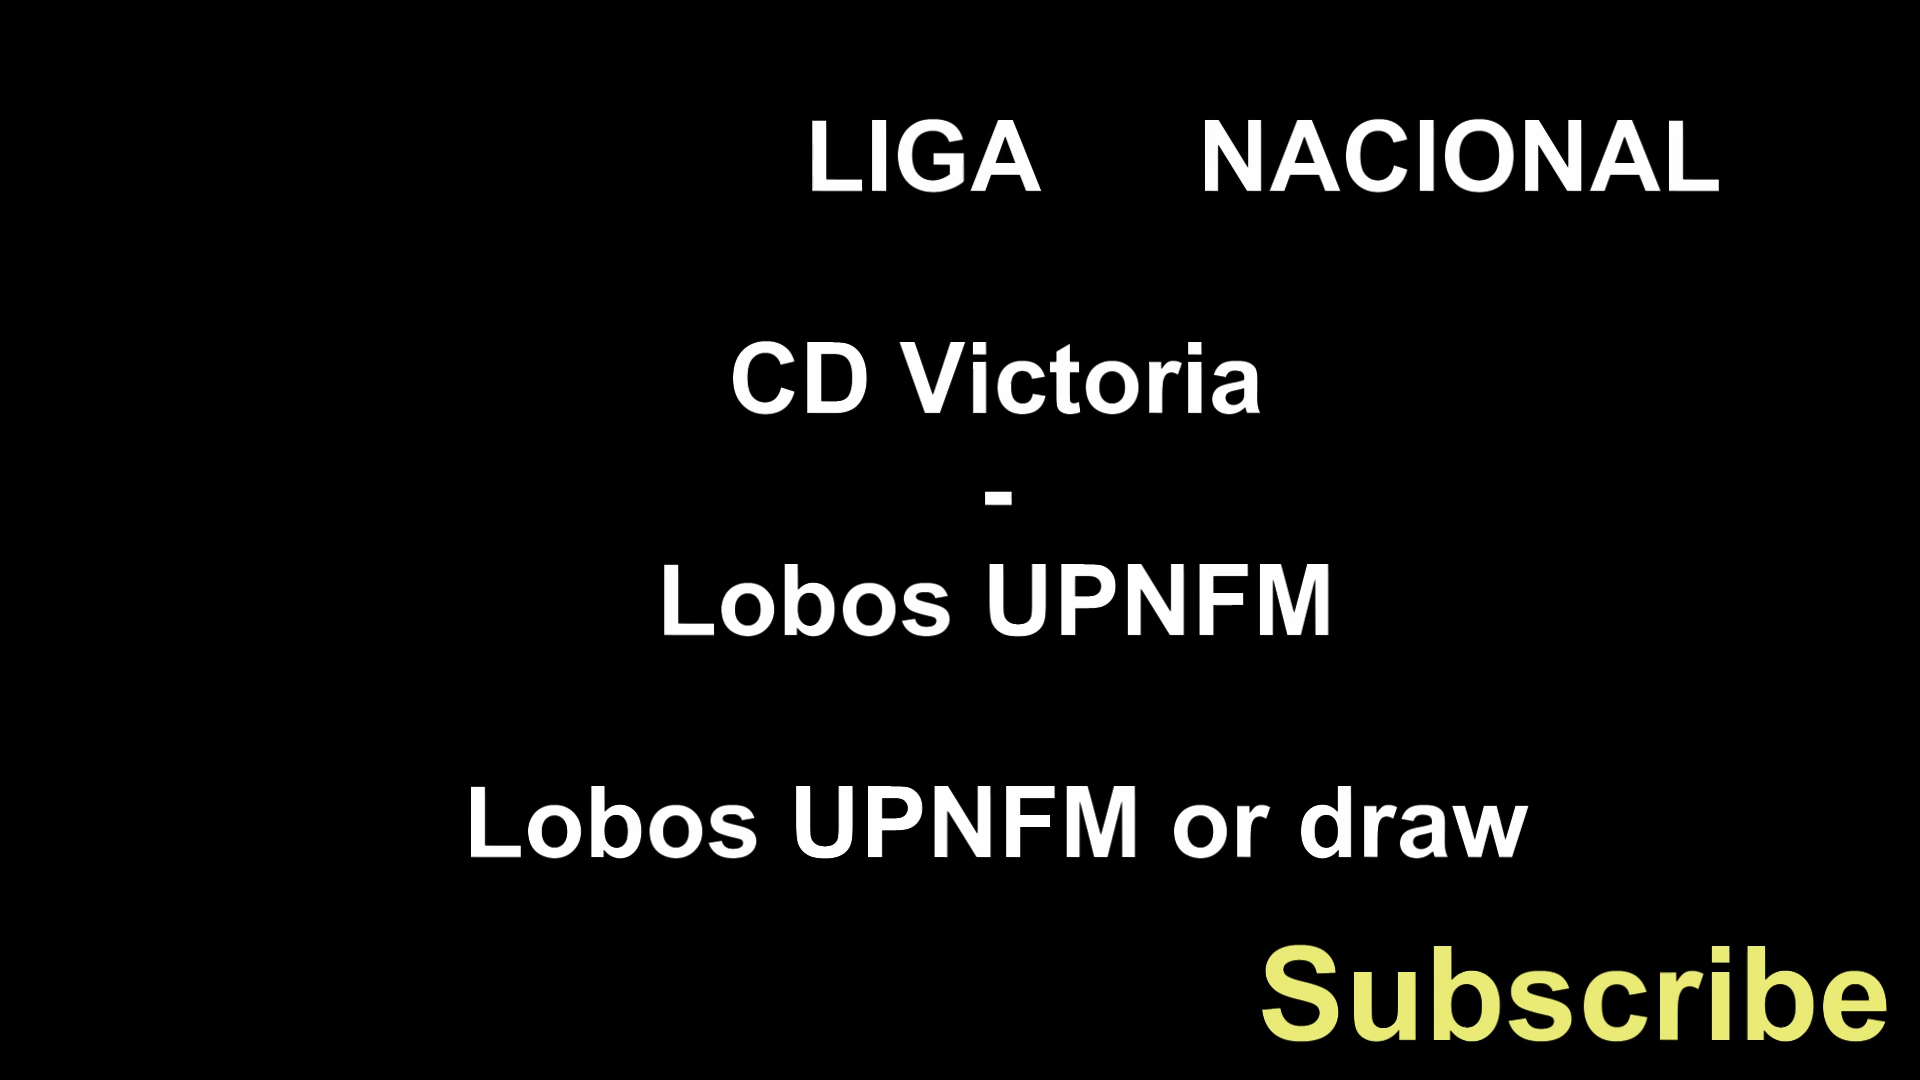 LIGA NACIONAL
CD Victoria
-
Lobos UPNFM
Lobos UPNFM or draw
Subscribe